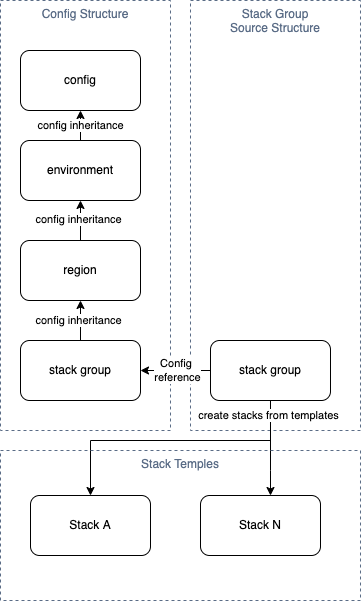 Config Structure
config
config inheritance
environment
config inheritance
region
config inheritance
stack group
Stack Group
Source Structure
Config
reference
stack group
create stacks from templates
Stack Temples
Stack A
Stack N